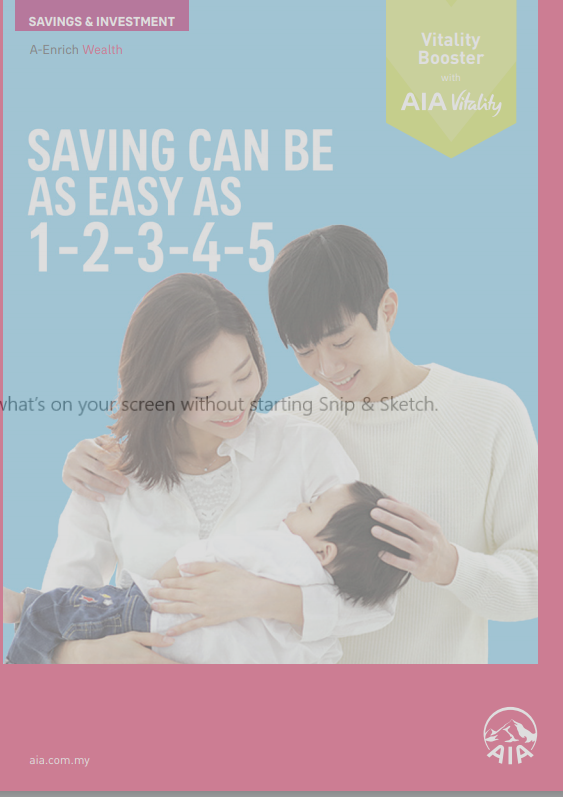 SAVINGS & INVESTMENT
A-Enrich Wealth
Vitality
Booster
with
AIA Vitality
SAVING CAN BE
AS EASY AS
1-2-3-4-5
what's on your screen without starting Snip & Sketch.
aia.com.my
AIA